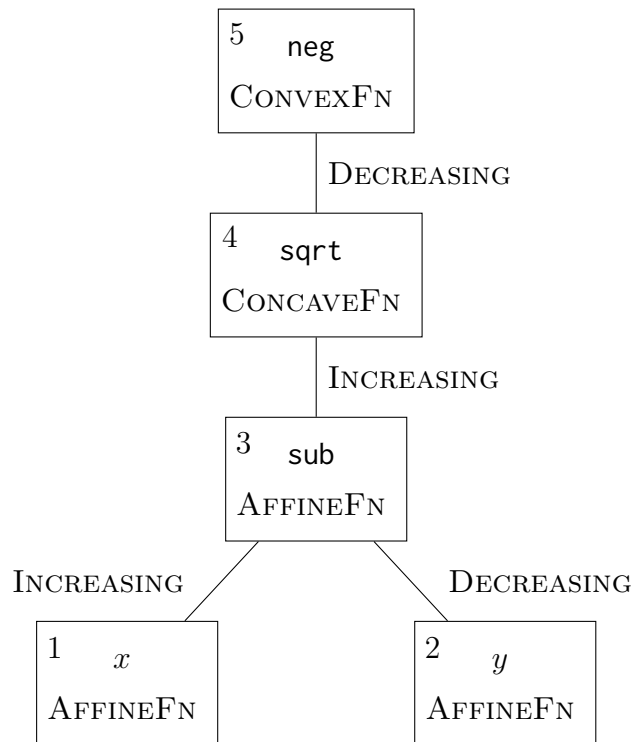 5 neg
CONVEXFN
DECREASING
4 sqrt
CONCAVEFN
INCREASING
3 sub
AFFINEFN
INCREASING
DECREASING
1 x
AFFINEFN
2 y
AFFINEFN